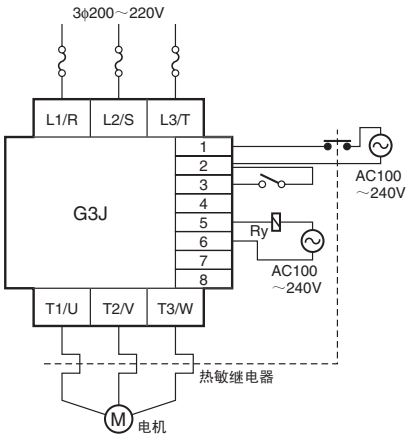 3ϕ200～220V
L1/R L2/S L3/T
1
2
3
4
5
6
7
8
G3J
AC100
～240V
Ry
AC100
～240V
T1/U T2/V T3/W
热敏继电器
M
电机